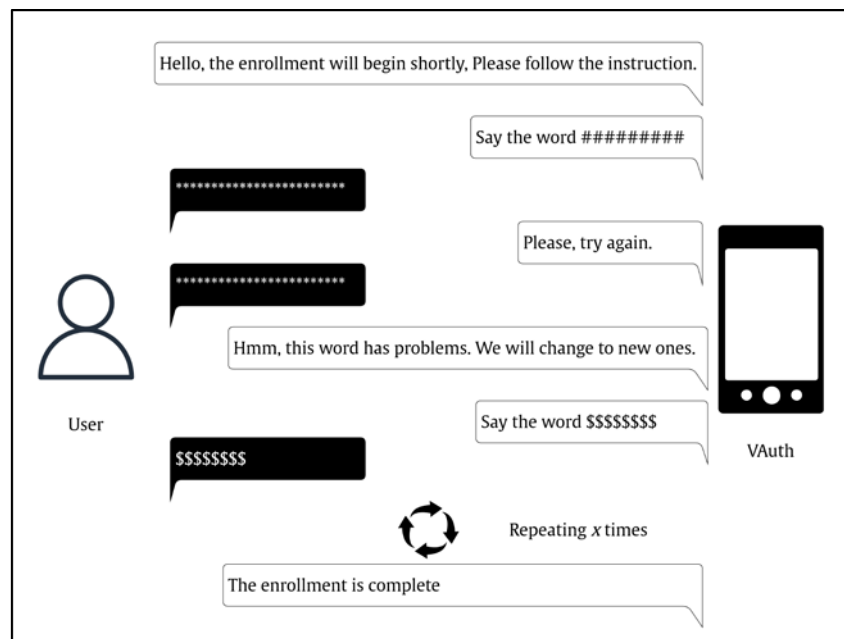 Hello, the enrollment will begin shortly, Please follow the instruction.
Say the word #########
***********************
Please, try again.
***********************
Hmm, this word has problems. We will change to new ones.
Say the word $$$$$$$$
User
VAuth
$$$$$$$$
Repeating x times
The enrollment is complete